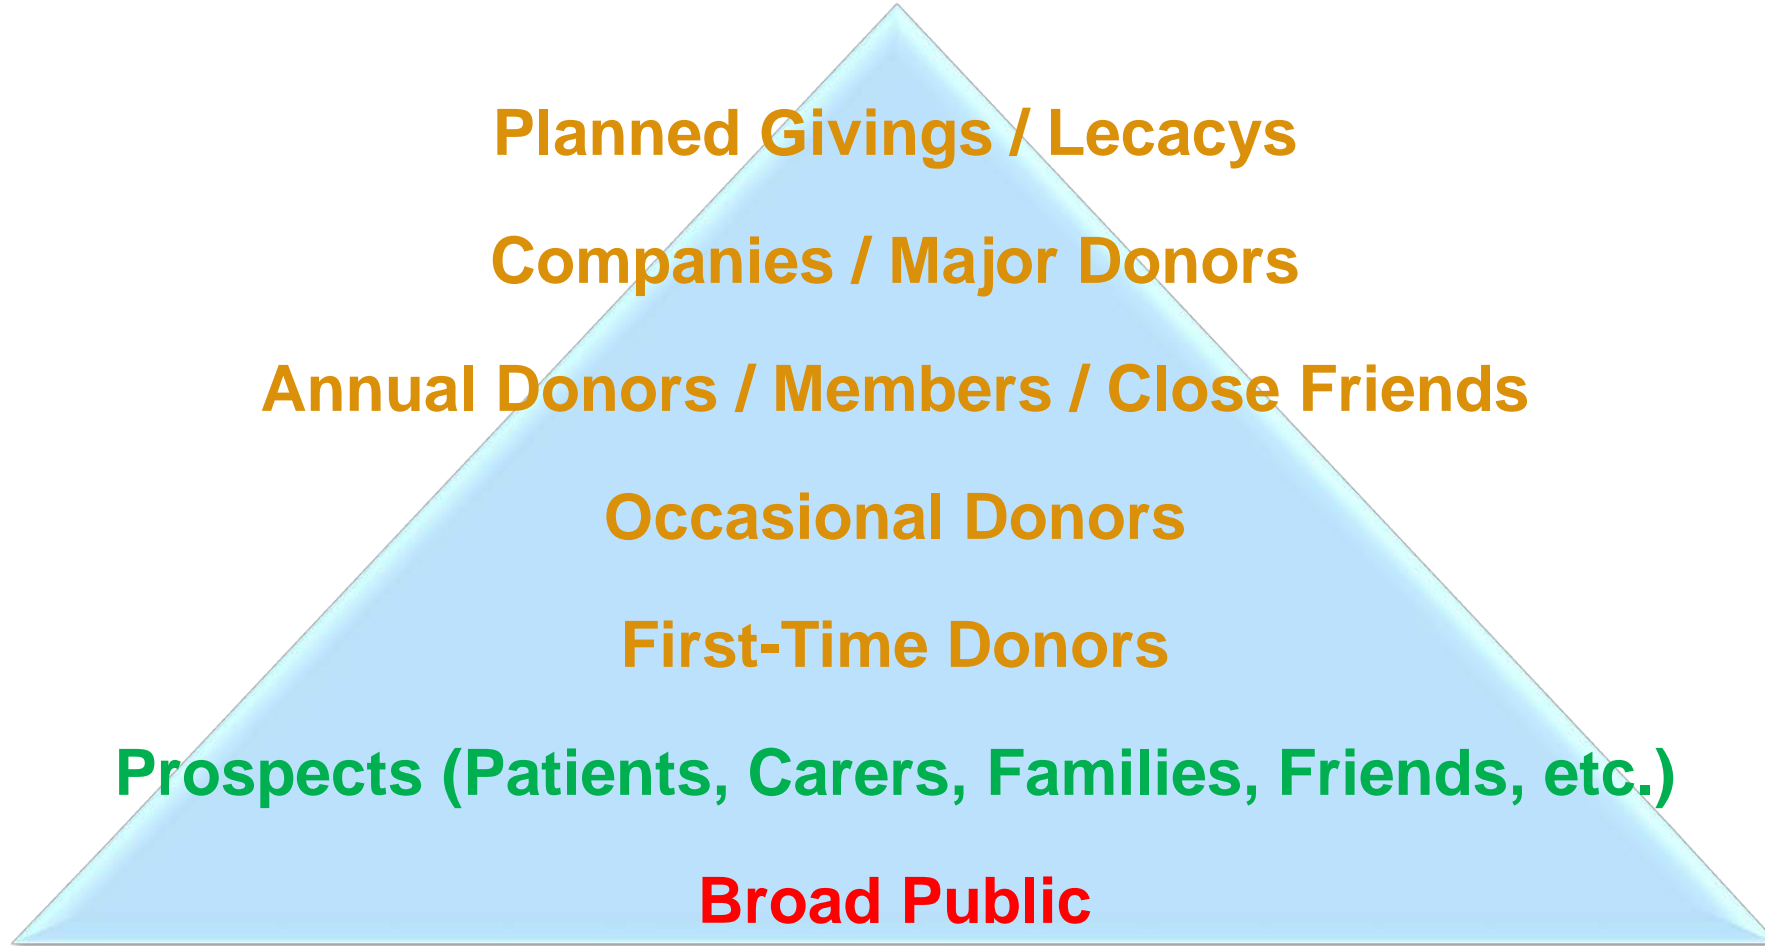 Planned Givings / Lecacys
Companies / Major Donors
Annual Donors / Members / Close Friends
Occasional Donors
First-Time Donors
Prospects (Patients, Carers, Families, Friends, etc.)
Broad Public